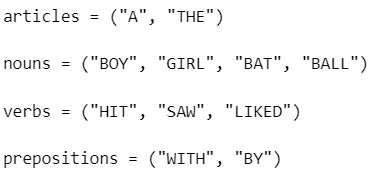 articles = ("A", "THE")
nouns = ("BOY", "GIRL", "BAT", "BALL")
verbs = ("HIT", "SAW", "LIKED")
prepositions = ("WITH", "BY")